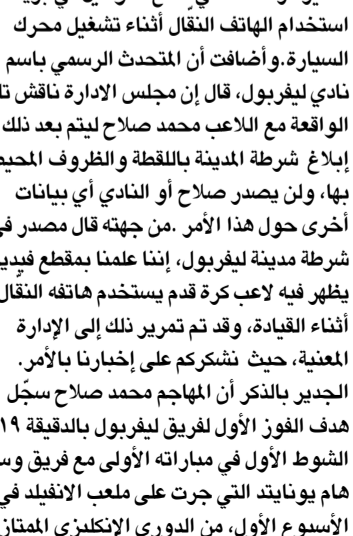 استخدام الهاتف النقال أثناء تشغيل محرك
السيارة.وأضافت أن المتحدث الرسمي باسم
نادي ليفربول، قال إن مجلس الادارة ناقش
الواقعة مع اللاعب محمد صلاح ليتم بعد ذلك
إبلاغ شرطة المدينة باللقطة والظروف
بها، ولن يصدر صلاح أو النادي أي بيانات
أخرى حول هذا الأمر .من جهته قال مصدر
شرطة مدينة ليفربول، إننا علمنا بمقطع
يظهر فيه لاعب كرة قدم يستخدم هاتفه النقال
أثناء القيادة، وقد تم تمرير ذلك إلى الإدارة
المعنية، حيث نشكركم على إخبارنا بالأمر.
الجدير بالذكر أن المهاجم محمد صلاح سجّل
هدف الفوز الأول لفريق ليفربول بالدقيقة ١٩
الشوط الأول في مباراته الأولى مع فريق
هام يونايتد التي جرت على ملعب الانفيلد في
الأسبوع الأول، من الدوري الإنكليزي الممتاز